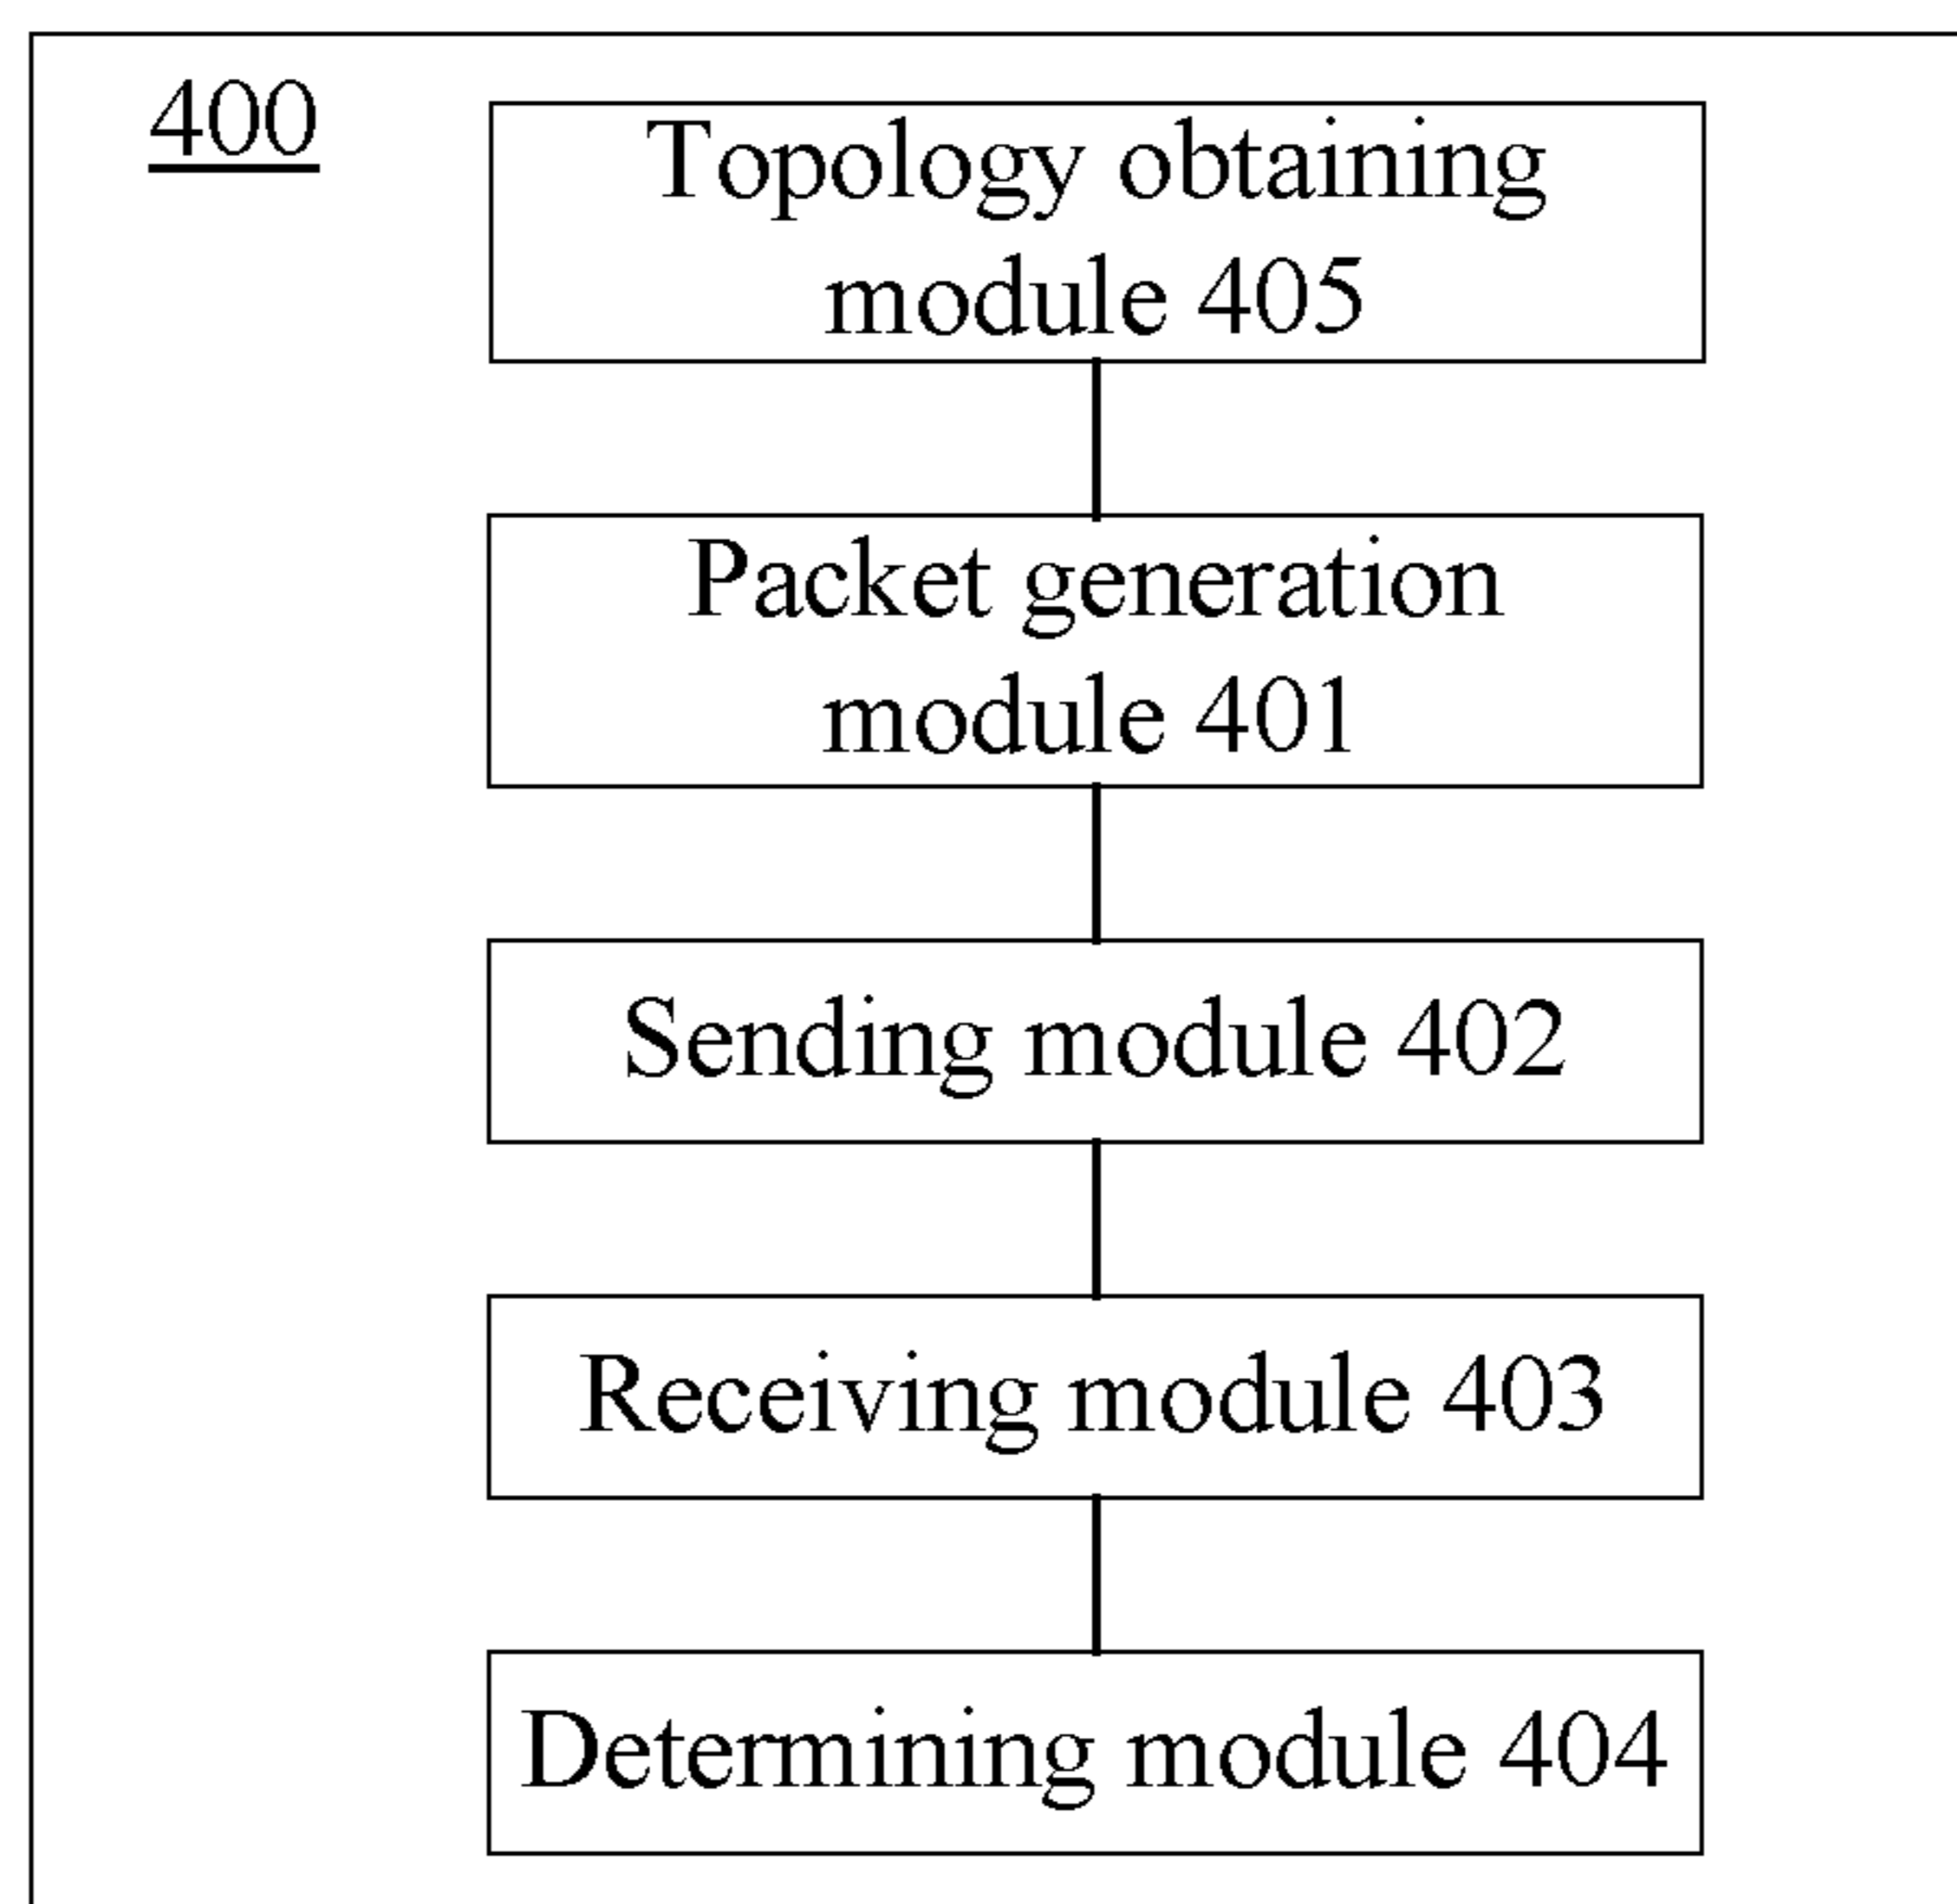 400
Topology obtaining
module 405
Packet generation
module 401
Sending module 402
Receiving module 403
Determining module 404